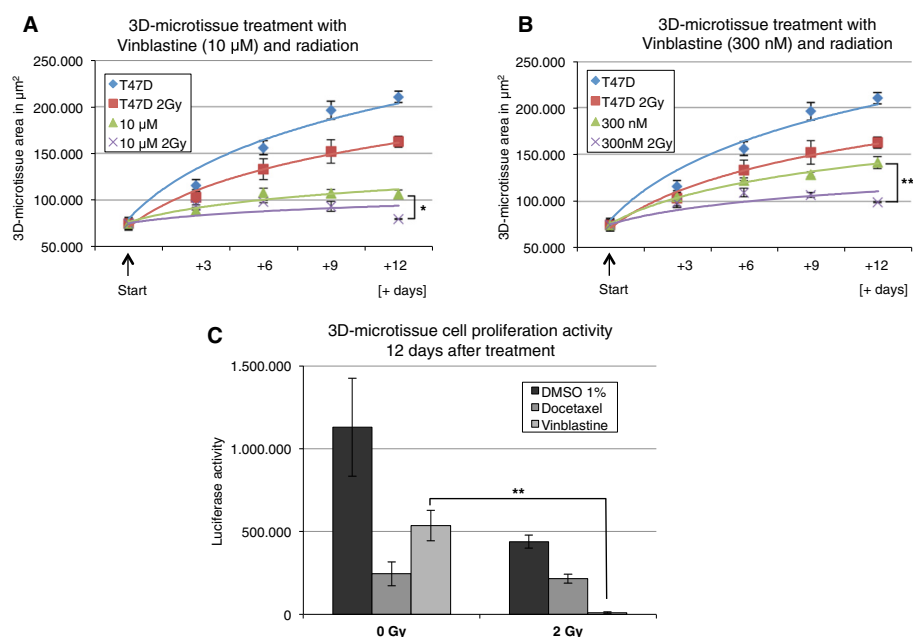 A
3D-microtissue treatment with
Vinblastine (10 µM) and radiation
3D-microtissue area in µm²
250.000
200.000
150.000
100.000
50.000
T47D
T47D 2Gy
10 µM
10 µM 2Gy
*
+3 +6 +9 +12
Start [+ days]
B
3D-microtissue treatment with
Vinblastine (300 nM) and radiation
3D-microtissue area in µm²
250.000
200.000
150.000
100.000
50.000
T47D
T47D 2Gy
300 nM
300nM 2Gy
**
+3 +6 +9 +12
Start [+ days]
C
3D-microtissue cell proliferation activity
12 days after treatment
Luciferase activity
1.500.000
1.000.000
500.000
0
DMSO 1%
Docetaxel
Vinblastine
**
0 Gy 2 Gy